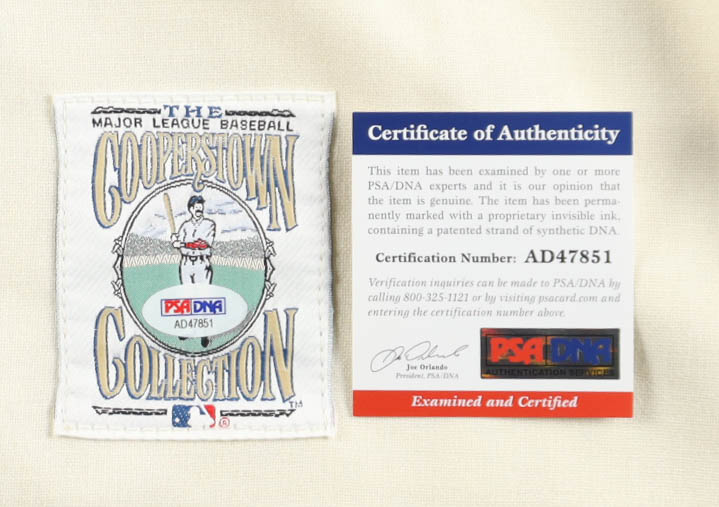 THE
MAJOR LEAGUE BASEBALL
COOPERSTOWN
PSA/DNA
AD47851
COLLECTION
TM
®
Certificate of Authenticity
This item has been examined by one or more
PSA/DNA experts and it is our opinion that
the item is genuine. The item has been perma-
nently marked with a proprietary invisible ink,
containing a patented strand of synthetic DNA.
Certification Number: AD47851
Verification inquiries can be made to PSA/DNA by
calling 800-325-1121 or by visiting psacard.com and
entering the certification number above.
Joe Orlando
President, PSA/DNA
PSA/DNA
AUTHENTICATION SERVICES
Examined and Certified